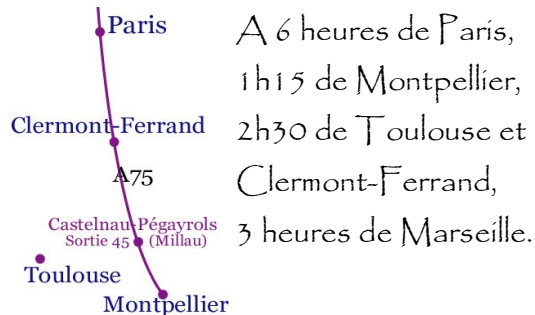 Paris
Clermont-Ferrand
A75
Castelnau-Pégayrols
Sortie 45 (Millau)
Toulouse
Montpellier
A 6 heures de Paris,
1h15 de Montpellier,
2h30 de Toulouse et
Clermont-Ferrand,
3 heures de Marseille.